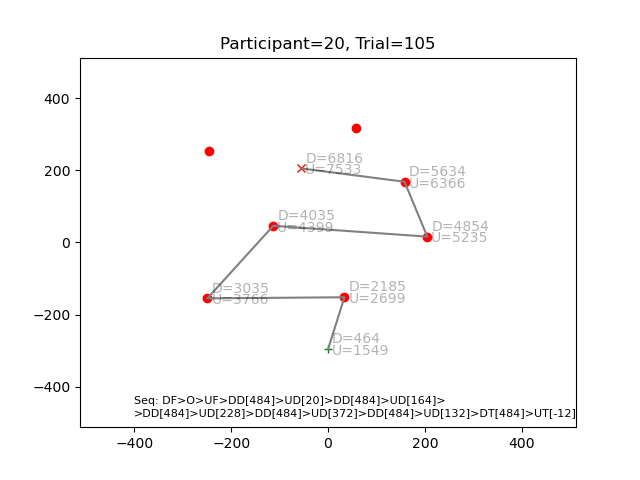 Participant=20, Trial=105
400
200
0
−200
−400
D=6816
U=7533
D=5634
U=6366
D=4035
U=4399
D=4854
U=5235
D=3035
U=3766
D=2185
U=2699
D=464
U=1549
Seq: DF>O>UF>DD[484]>UD[20]>DD[484]>UD[164]>
>DD[484]>UD[228]>DD[484]>UD[372]>DD[484]>UD[132]>DT[484]>UT[-12]
−400 −200 0 200 400